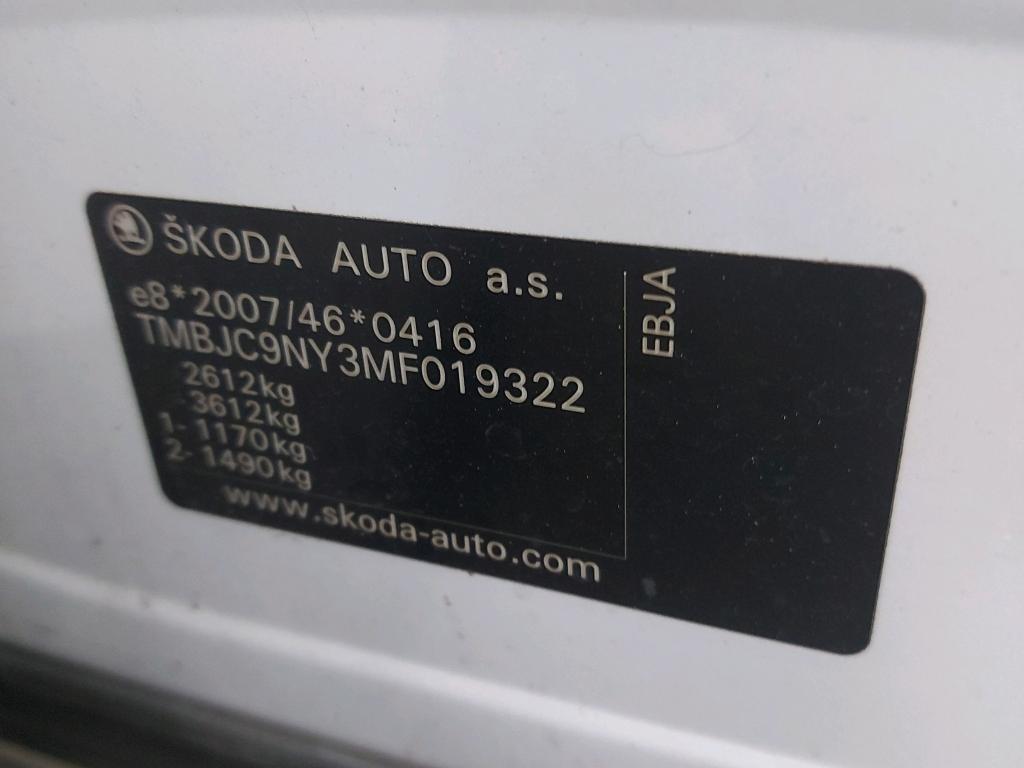 ŠKODA AUTO a.s.
e8*2007/46*0416
TMBJC9NY3MF019322
2612kg
3612kg
1- 1170kg
2- 1490kg
www.skoda-auto.com
EBJA